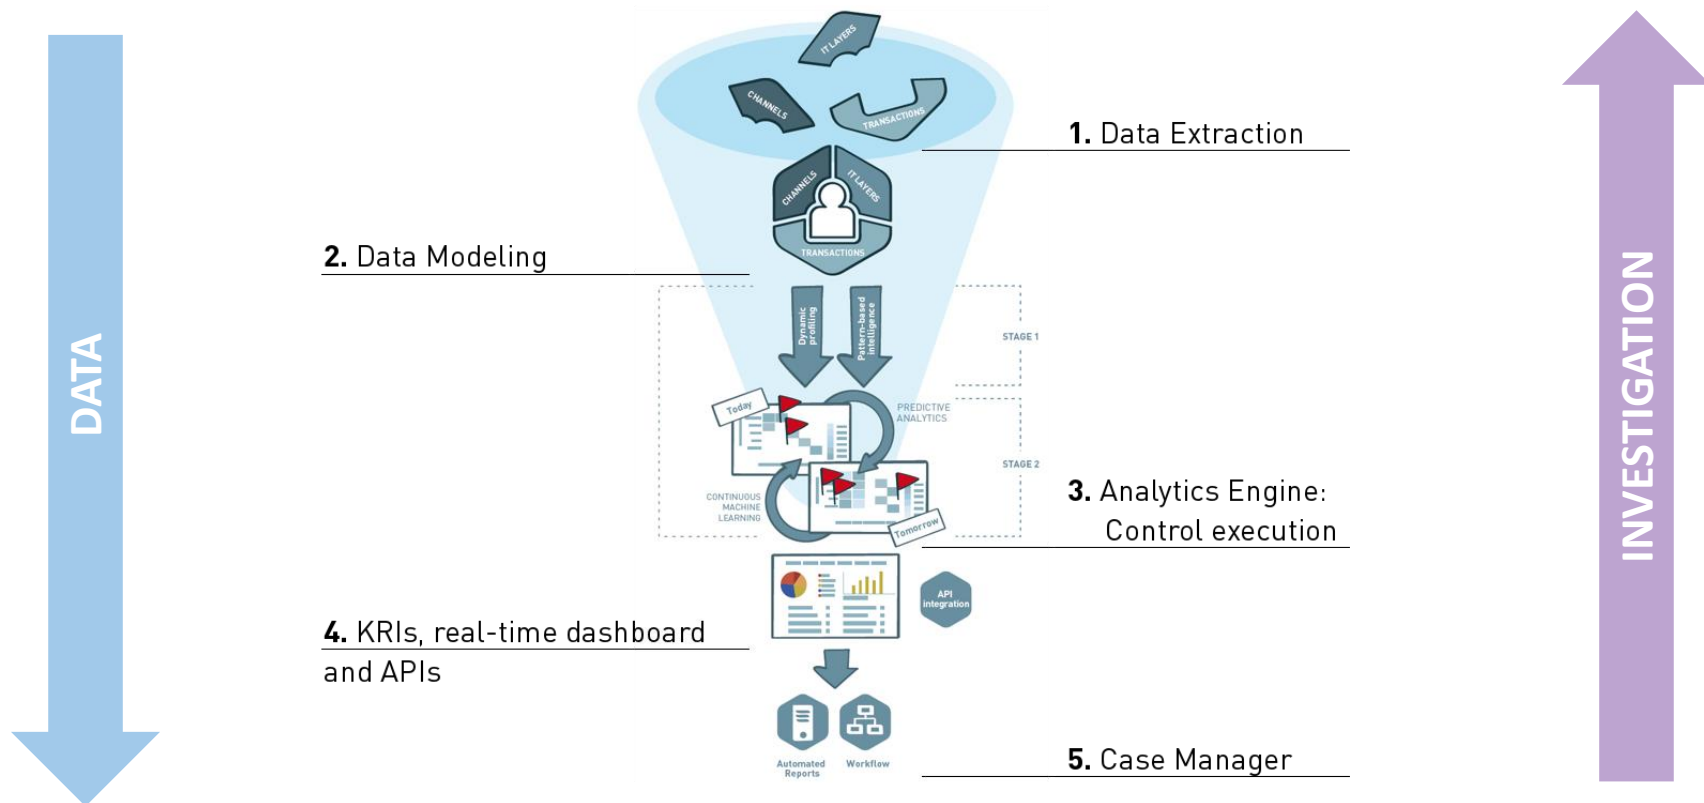 IT LAYERS
CHANNELS
TRANSACTIONS
1. Data Extraction
CHANNELS
IT LAYERS
TRANSACTIONS
2. Data Modeling
Dynamic
profiling
Pattern-based
intelligence
STAGE 1
DATA
INVESTIGATION
Today
PREDICTIVE
ANALYTICS
STAGE 2
CONTINUOUS
MACHINE
LEARNING
Tomorrow
3. Analytics Engine:
Control execution
API
integration
4. KRIs, real-time dashboard
and APIs
Automated
Reports
Workflow
5. Case Manager